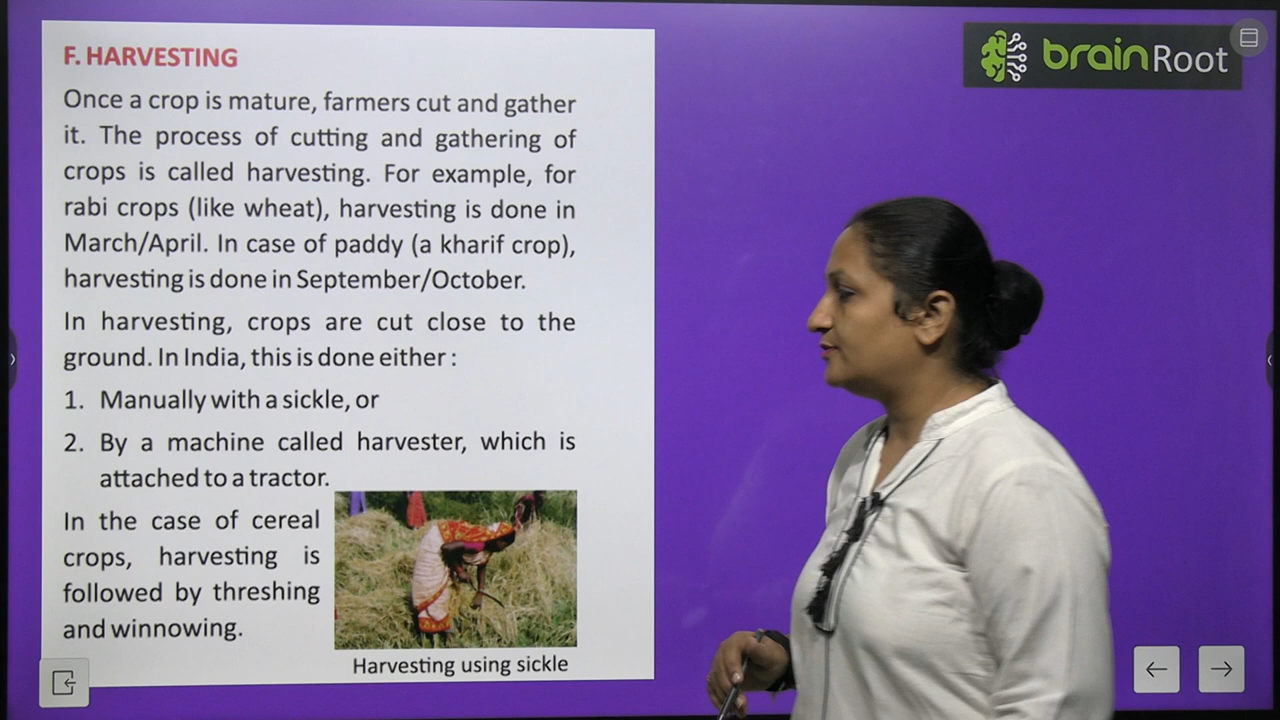 F. HARVESTING
Once a crop is mature, farmers cut and gather
it. The process of cutting and gathering of
crops is called harvesting. For example, for
rabi crops (like wheat), harvesting is done in
March/April. In case of paddy (a kharif crop),
harvesting is done in September/October.
In harvesting, crops are cut close to the
ground. In India, this is done either :
1. Manually with a sickle, or
2. By a machine called harvester, which is
attached to a tractor.
In the case of cereal
crops, harvesting is
followed by threshing
and winnowing.
Harvesting using sickle
brainRoot